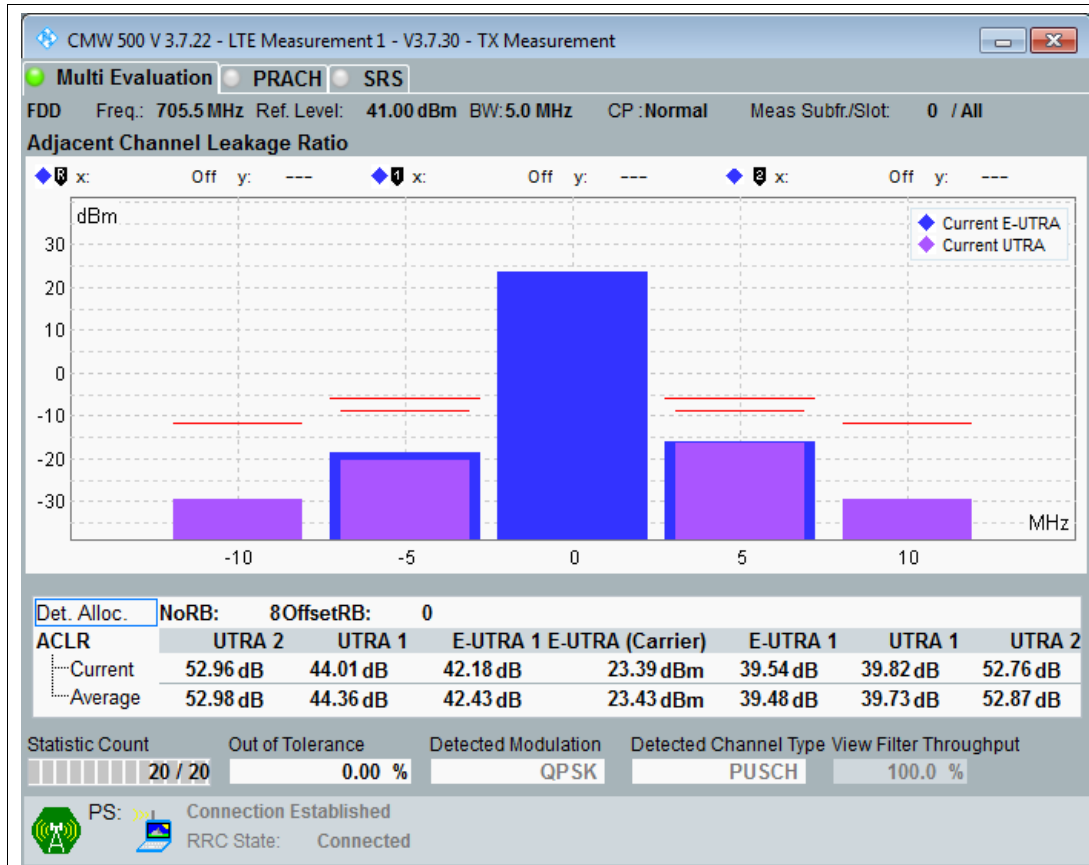 CMW 500 V 3.7.22 - LTE Measurement 1 - V3.7.30 - TX Measurement
Multi Evaluation PRACH SRS
FDD Freq.: 705.5 MHz Ref. Level: 41.00 dBm BW: 5.0 MHz CP : Normal Meas Subfr./Slot: 0 / All
Adjacent Channel Leakage Ratio
R x: Off y: --- 1 x: Off y: --- 2 x: Off y: ---
dBm
Current E-UTRA
Current UTRA
30
20
10
0
-10
-20
-30
MHz
-10 -5 0 5 10
Det. Alloc. NoRB: 8 OffsetRB: 0
ACLR UTRA 2 UTRA 1 E-UTRA 1 E-UTRA (Carrier) E-UTRA 1 UTRA 1 UTRA 2
Current 52.96 dB 44.01 dB 42.18 dB 23.39 dBm 39.54 dB 39.82 dB 52.76 dB
Average 52.98 dB 44.36 dB 42.43 dB 23.43 dBm 39.48 dB 39.73 dB 52.87 dB
Statistic Count Out of Tolerance Detected Modulation Detected Channel Type View Filter Throughput
20 / 20 0.00 % QPSK PUSCH 100.0 %
PS: Connection Established
RRC State: Connected